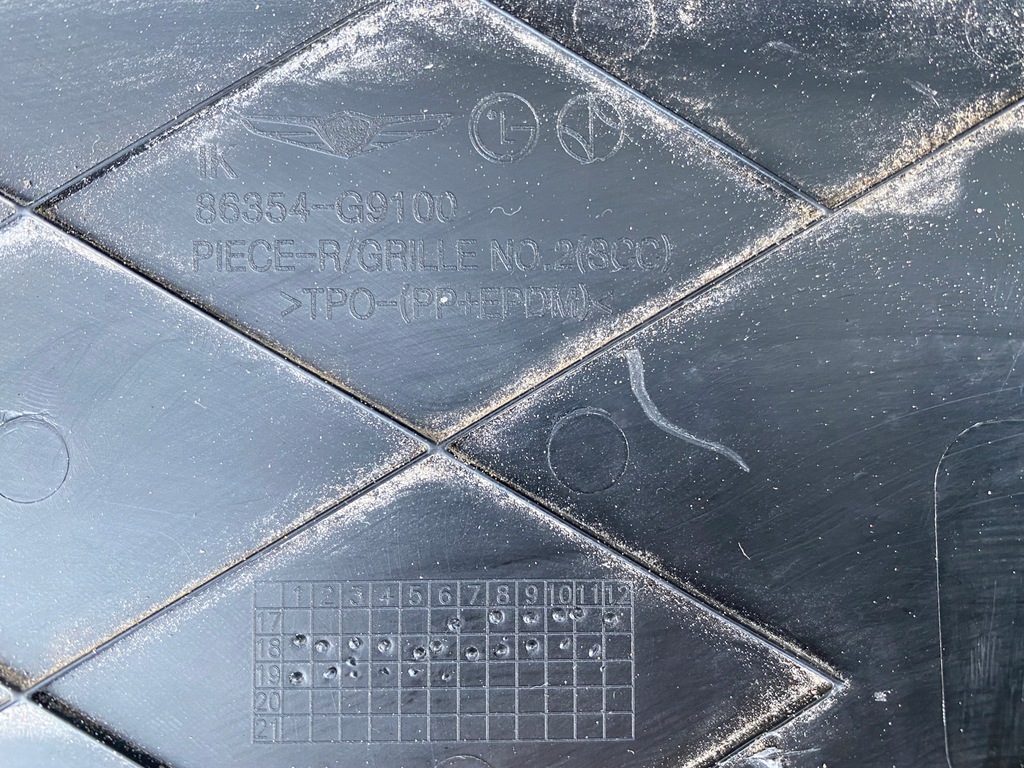 IK
86354-G9100 ~
PIECE-R/GRILLE NO.2(SCC)
>TPO-(PP+EPDM)<
1 2 3 4 5 6 7 8 9 10 11 12
17
18
19
20
21